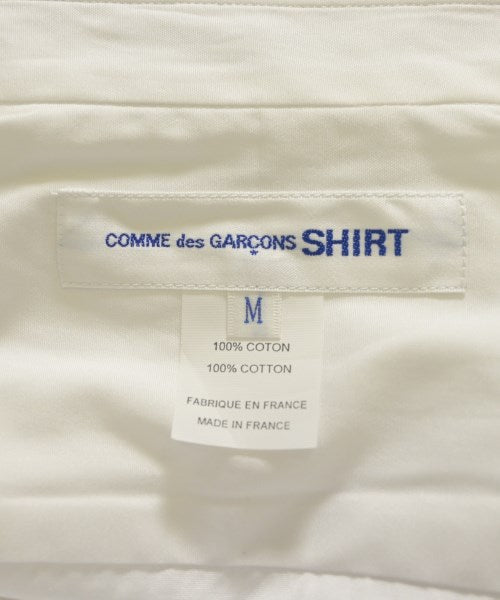 COMME des GARÇONS SHIRT
*
M
100% COTON
100% COTTON
FABRIQUE EN FRANCE
MADE IN FRANCE